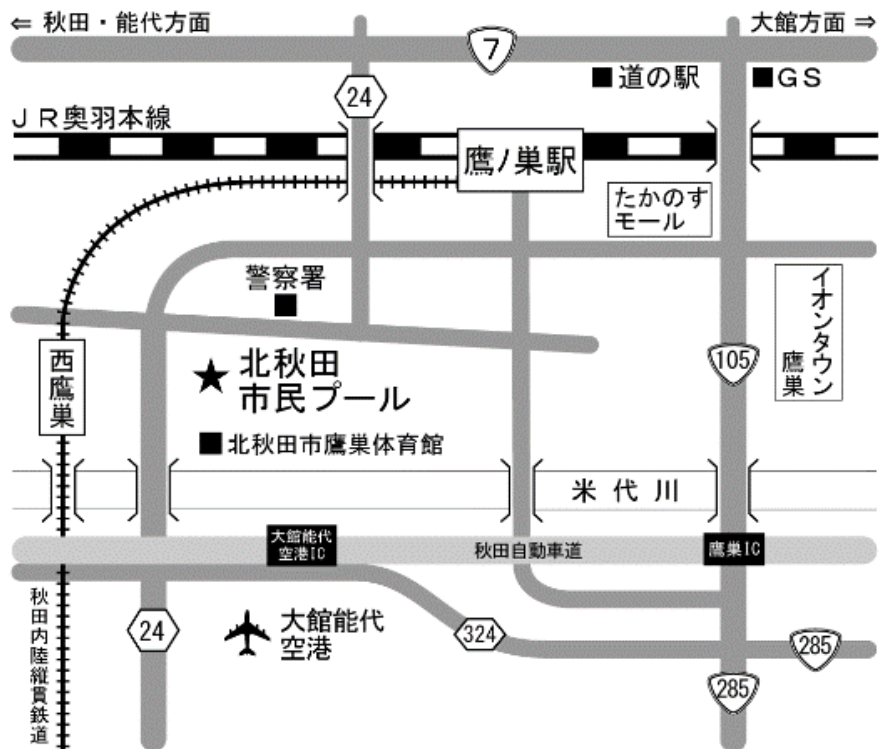 ⇐ 秋田・能代方面
大館方面 ⇒
7
24
■道の駅
■GS
JR奥羽本線
鷹ノ巣駅
たかのす
モール
警察署
イオンタウン
鷹巣
105
西鷹巣
★北秋田
市民プール
■北秋田市鷹巣体育館
米代川
大館能代
空港IC
秋田自動車道
鷹巣IC
秋田内陸縦貫鉄道
24
大館能代
空港
324
285
285